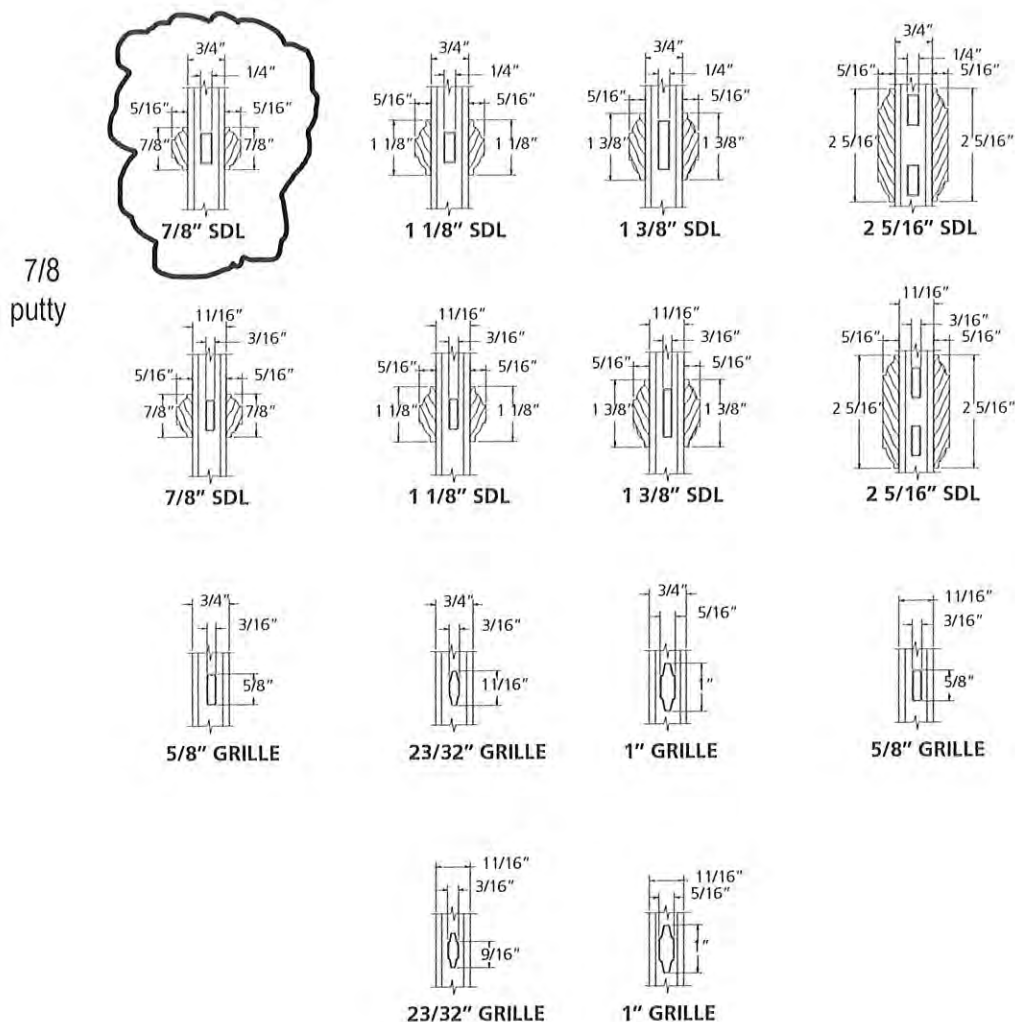 3/4"
1/4"
5/16" 5/16"
7/8" 7/8"
7/8" SDL
3/4"
1/4"
5/16" 5/16"
1 1/8" 1 1/8"
1 1/8" SDL
3/4"
1/4"
5/16" 5/16"
1 3/8" 1 3/8"
1 3/8" SDL
3/4"
1/4"
5/16" 5/16"
2 5/16" 2 5/16"
2 5/16" SDL
7/8
putty
11/16"
3/16"
5/16" 5/16"
7/8" 7/8"
7/8" SDL
11/16"
3/16"
5/16" 5/16"
1 1/8" 1 1/8"
1 1/8" SDL
11/16"
3/16"
5/16" 5/16"
1 3/8" 1 3/8"
1 3/8" SDL
11/16"
3/16"
5/16" 5/16"
2 5/16" 2 5/16"
2 5/16" SDL
3/4"
3/16"
5/8"
5/8" GRILLE
3/4"
3/16"
11/16"
23/32" GRILLE
3/4"
5/16"
1"
1" GRILLE
11/16"
3/16"
5/8"
5/8" GRILLE
11/16"
3/16"
9/16"
23/32" GRILLE
11/16"
5/16"
1"
1" GRILLE